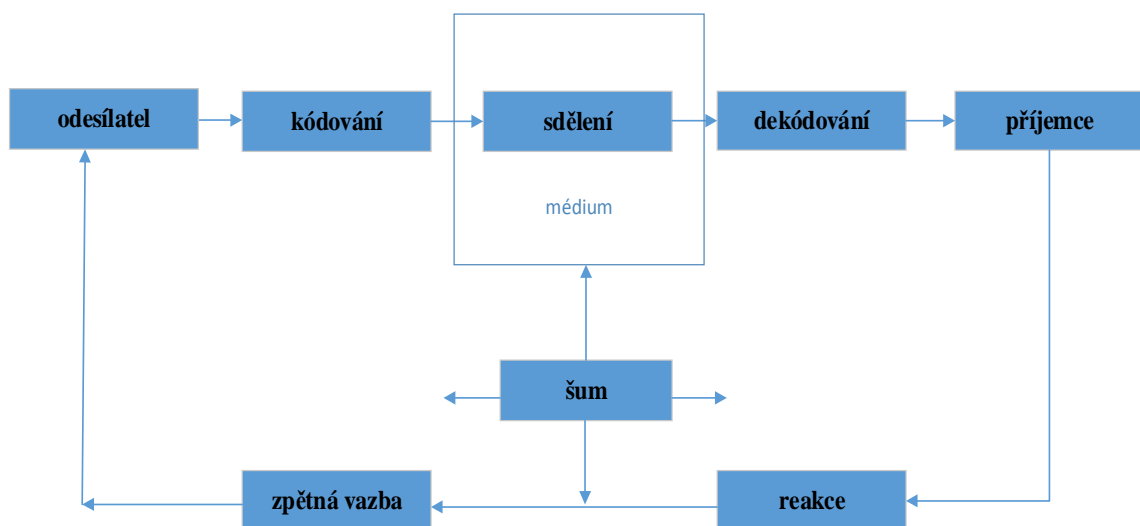 odesílatel
kódování
sdělení
dekódování
příjemce
médium
šum
zpětná vazba
reakce